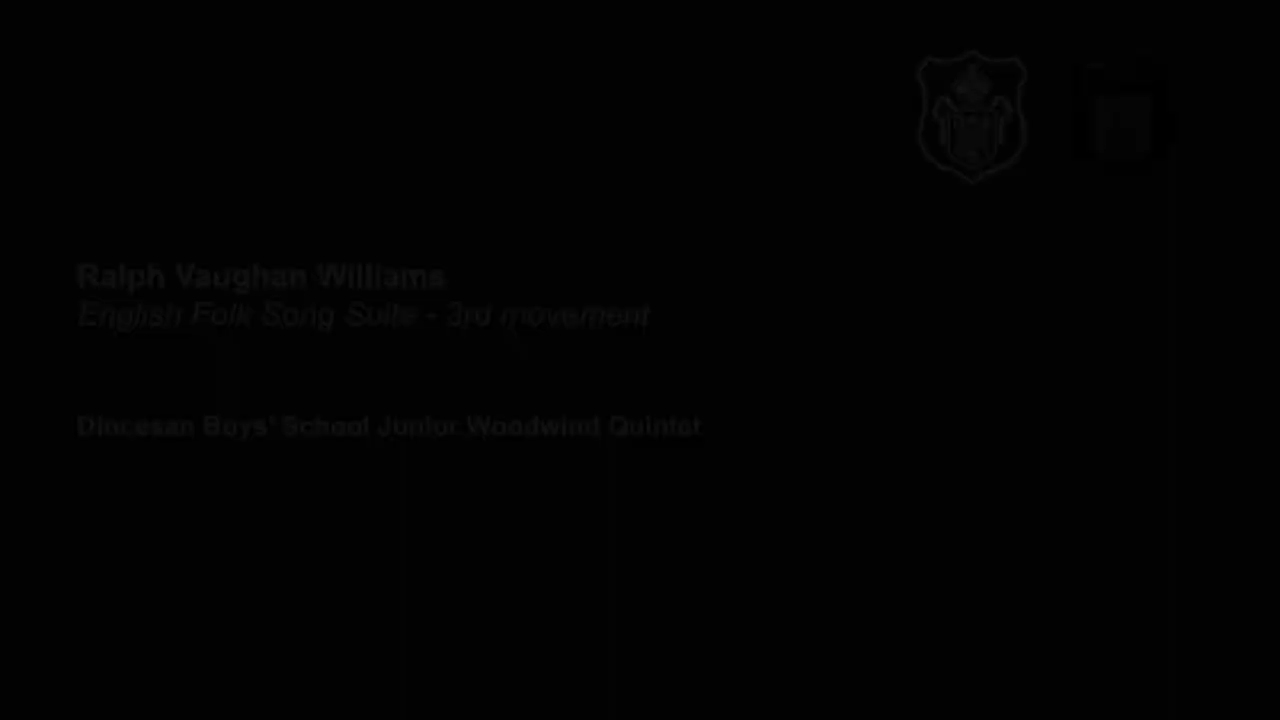 Ralph Vaughan Williams
English Folk Song Suite - 3rd movement
Diocesan Boys' School Junior Woodwind Quintet